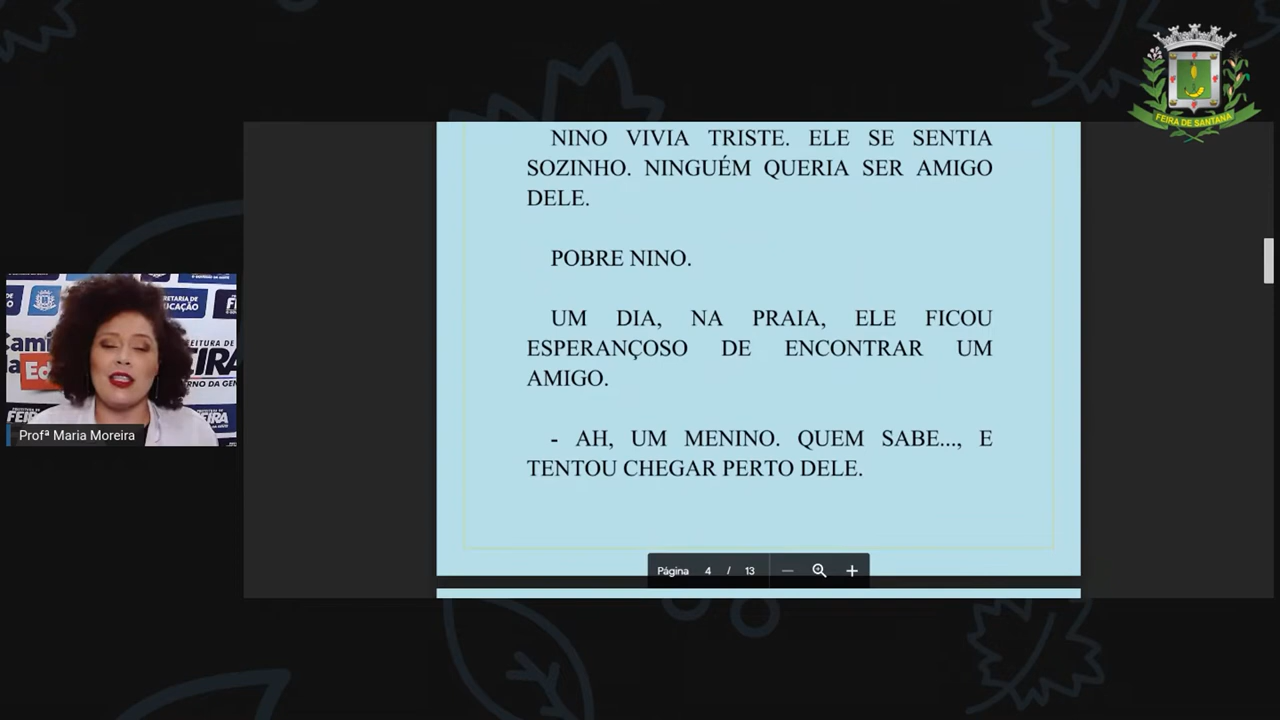 FEIRA DE SANTANA
NINO VIVIA TRISTE. ELE SE SENTIA
SOZINHO. NINGUÉM QUERIA SER AMIGO
DELE.
POBRE NINO.
UM DIA, NA PRAIA, ELE FICOU
ESPERANÇOSO DE ENCONTRAR UM
AMIGO.
- AH, UM MENINO. QUEM SABE..., E
TENTOU CHEGAR PERTO DELE.
Página 4 / 13
Profª Maria Moreira